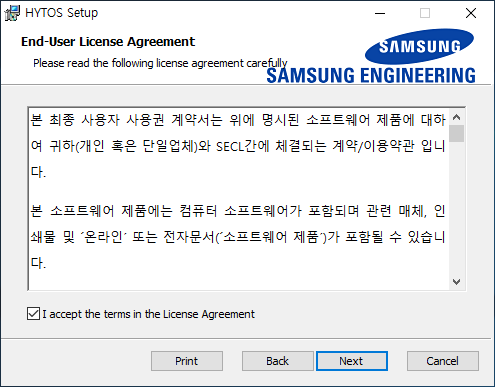 HYTOS Setup
End-User License Agreement
Please read the following license agreement carefully
SAMSUNG
SAMSUNG ENGINEERING
본 최종 사용자 사용권 계약서는 위에 명시된 소프트웨어 제품에 대하
여 귀하(개인 혹은 단일업체)와 SECL간에 체결되는 계약/이용약관 입니
다.
본 소프트웨어 제품에는 컴퓨터 소프트웨어가 포함되며 관련 매체, 인
쇄물 및 ´온라인´ 또는 전자문서(´소프트웨어 제품´)가 포함될 수 있습니
다.
I accept the terms in the License Agreement
Print
Back
Next
Cancel